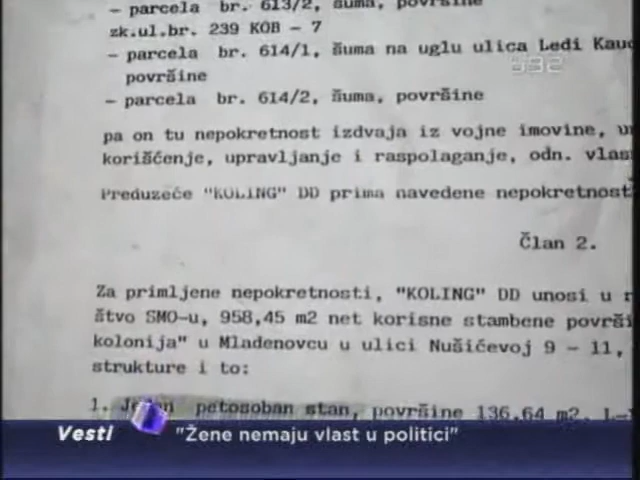 - parcela br. 613/2, šuma, površine
zk.ul.br. 239 KOB - 7
- parcela br. 614/1, šuma na uglu ulica Ledi
površine
- parcela br. 614/2, šuma, površine
pa on tu nepokretnost izdvaja iz vojne imovine,
korišćenje, upravljanje i raspolaganje, odn.
Preduzeće "KOLING" DD prima navedene
Član 2.
Za primljene nepokretnosti, "KOLING" DD unosi u
štvo SMO-u, 958,45 m2 net korisne stambene
kolonija" u Mladenovcu u ulici Nušićevoj 9 - 11,
strukture i to:
1. petosoban stan, površine 136,64 m2,
Vesti "Žene nemaju vlast u politici"
B92